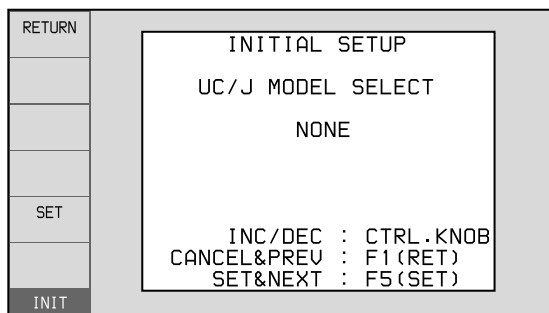 RETURN
SET
INIT
INITIAL SETUP
UC/J MODEL SELECT
NONE
INC/DEC : CTRL.KNOB
CANCEL&PREV : F1(RET)
SET&NEXT : F5(SET)